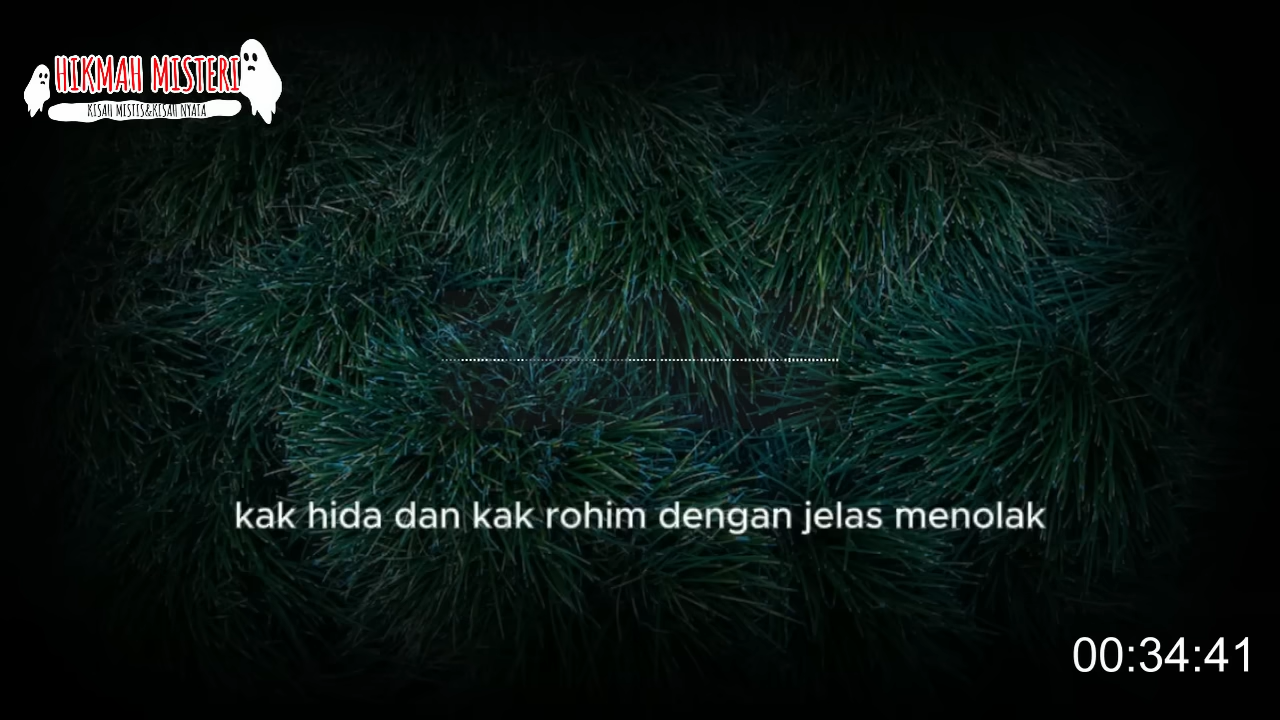 HIKMAH MISTERI
KISAH MISTIS&KISAH NYATA
kak hida dan kak rohim dengan jelas menolak
00:34:41